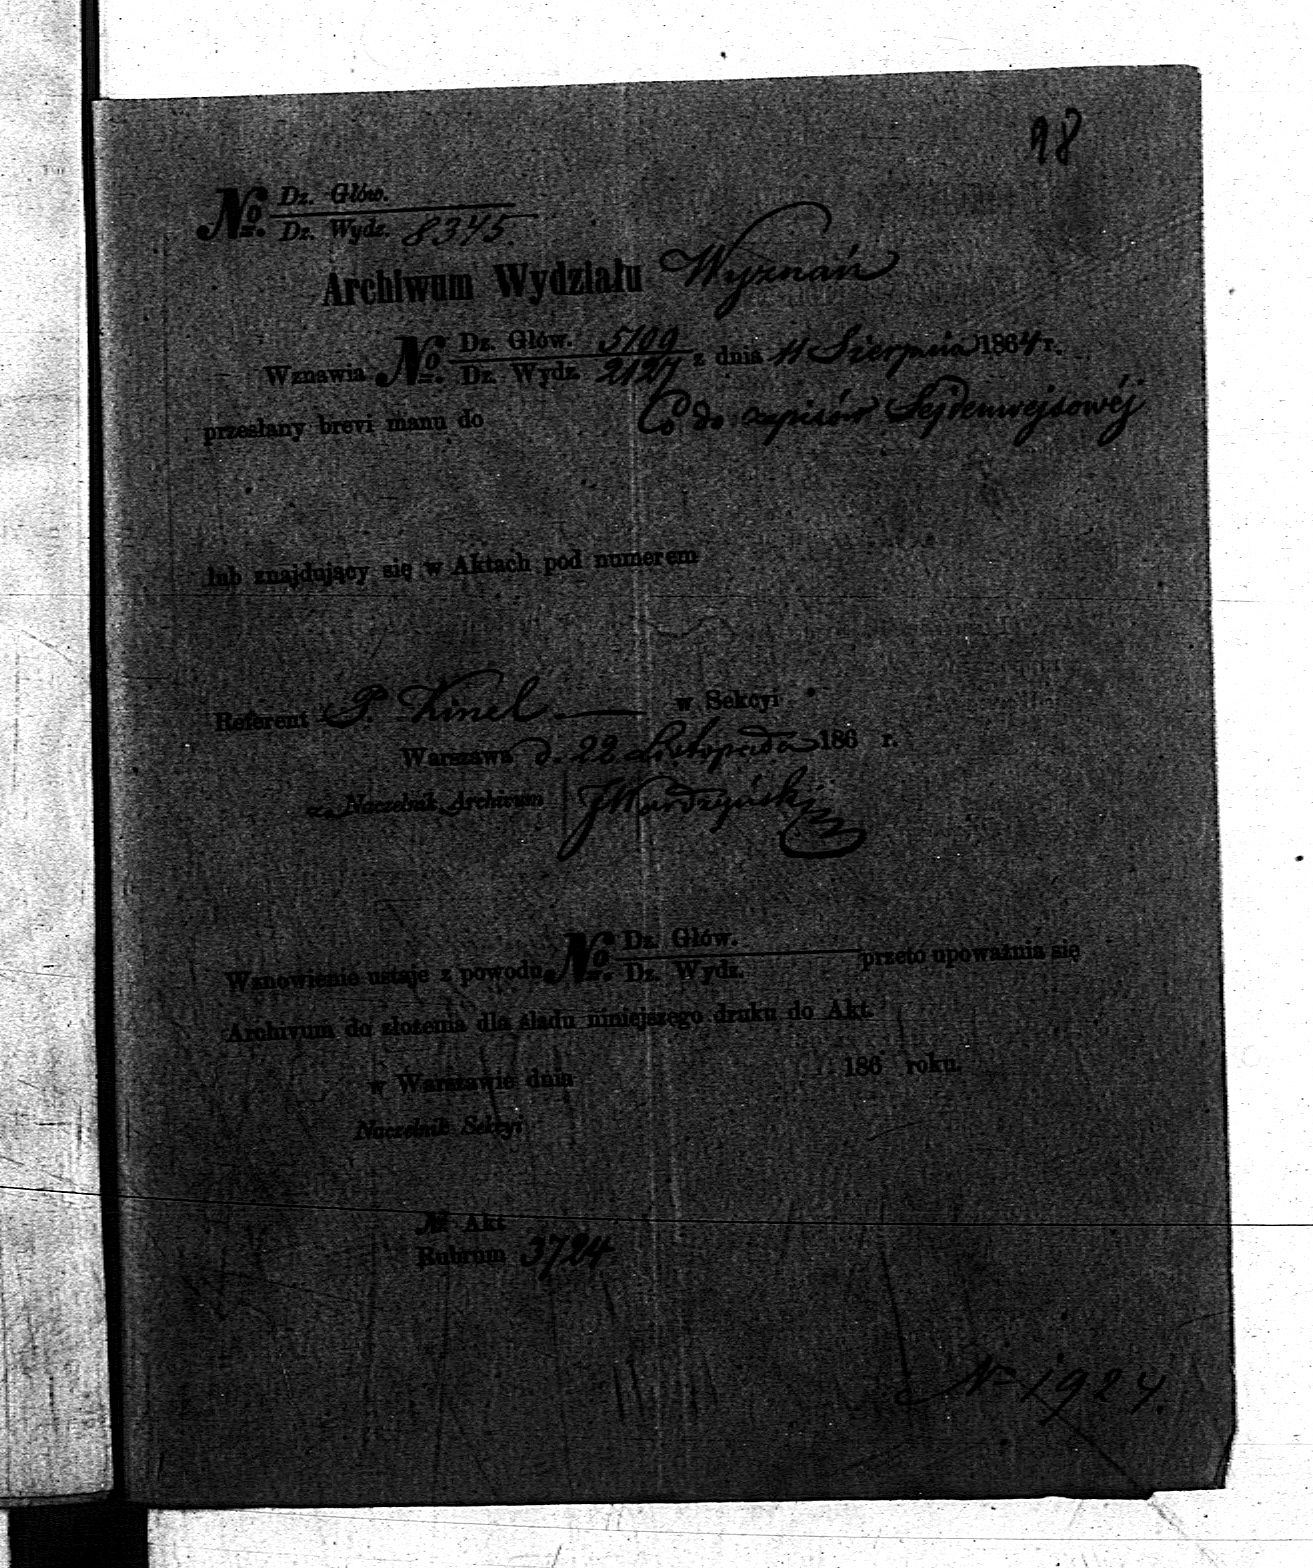 98
No. Dz. Głów.
Dz. Wydz. 8345.
Archiwum Wydziału Wyznań
Wznawia No. Dz. Głów. 5109 z dnia 11 Sierpnia 1864 r.
Dz. Wydz. 2127
przesłany brevi manu do Co do zapisów Seydenwejsowéj
lub znajdujący się w Aktach pod numerem
Referent P. Kinel w Sekcyi
Warszawa d. 22 Listopada 186 r.
Naczelnik Archiwum
Wznowienie ustaje z powodu No. Dz. Głów. przeto upoważnia się
Dz. Wydz.
Archiwum do złożenia dla śladu niniejszego druku do Akt.
w Warszawie dnia 186 roku.
Naczelnik Sekcyi
№ Akt
Rubrum 3724
No 1924.